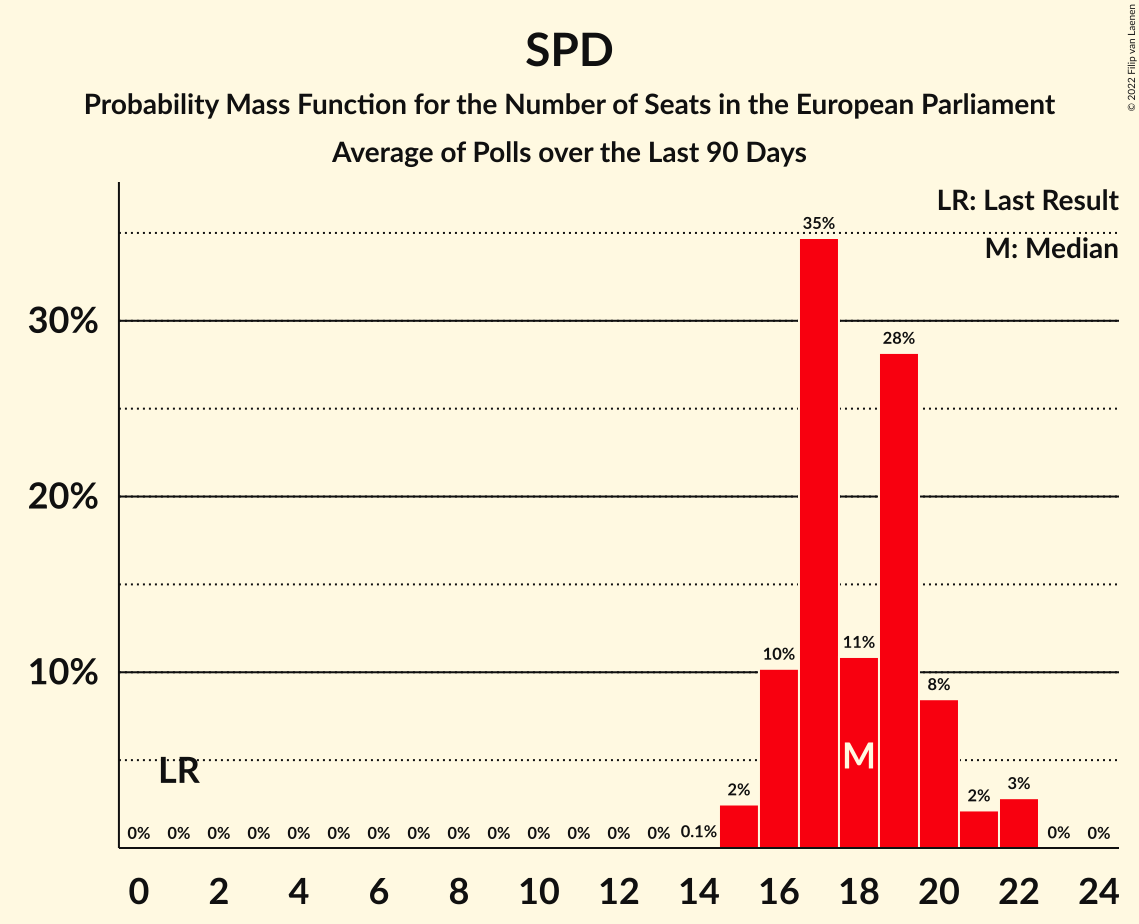 SPD
Probability Mass Function for the Number of Seats in the European Parliament
Average of Polls over the Last 90 Days
© 2022 Filip van Laenen
LR: Last Result
M: Median
35%
30%
28%
20%
10%
10%
11%
8%
LR
M
2%
2%
3%
0% 0% 0% 0% 0% 0% 0% 0% 0% 0% 0% 0% 0% 0% 0.1% 0% 0%
0 2 4 6 8 10 12 14 16 18 20 22 24